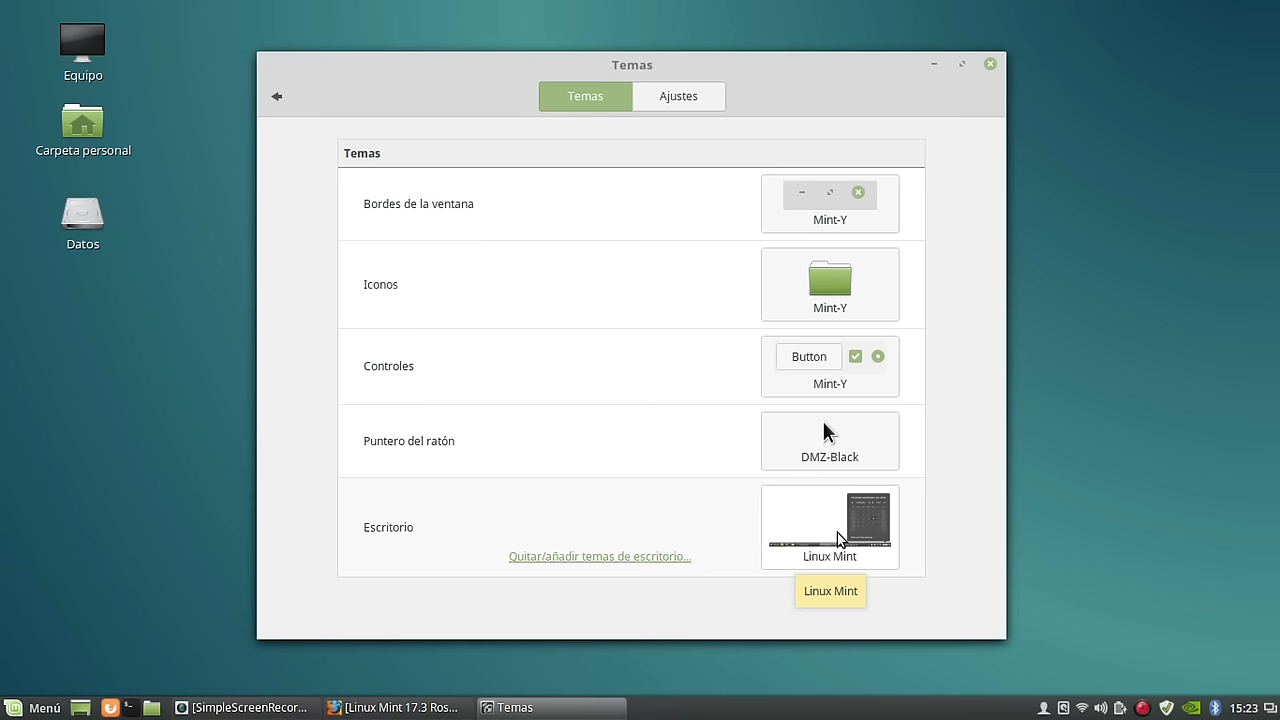 Equipo
Carpeta personal
Datos
Temas
Temas
Ajustes
Temas
Bordes de la ventana
Mint-Y
Iconos
Mint-Y
Controles
Button
Mint-Y
Puntero del ratón
DMZ-Black
Escritorio
Quitar/añadir temas de escritorio...
Linux Mint
Linux Mint
Menú
[SimpleScreenRecor...
[Linux Mint 17.3 Ros...
Temas
15:23